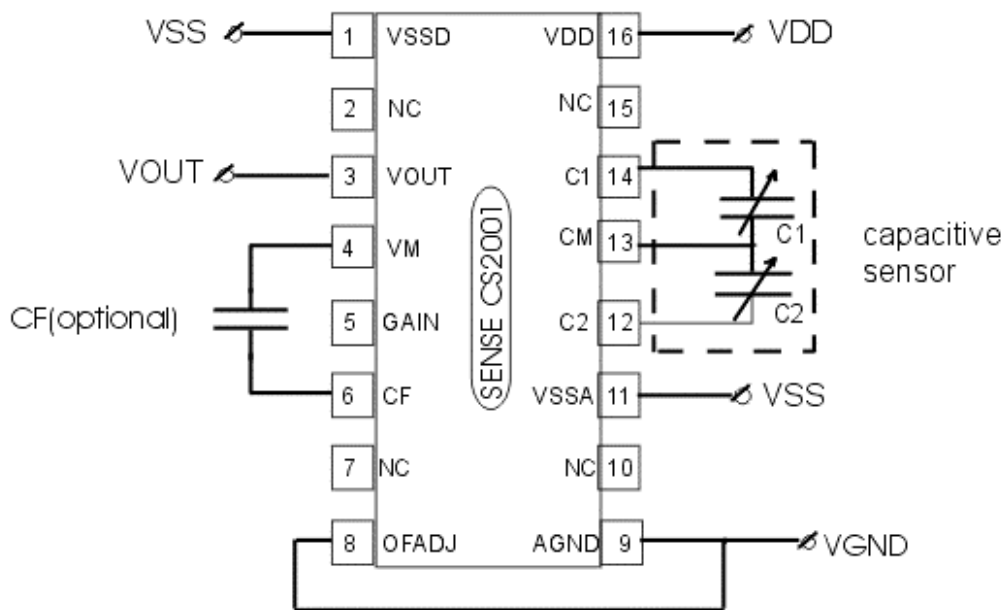 VSS 1 VSSD VDD 16 VDD
2 NC NC 15
VOUT 3 VOUT C1 14
C1
4 VM CM 13
capacitive
sensor
CF(optional) 5 GAIN C2 12
C2
SENSE CS2001
6 CF VSSA 11 VSS
7 NC NC 10
8 OFADJ AGND 9 VGND